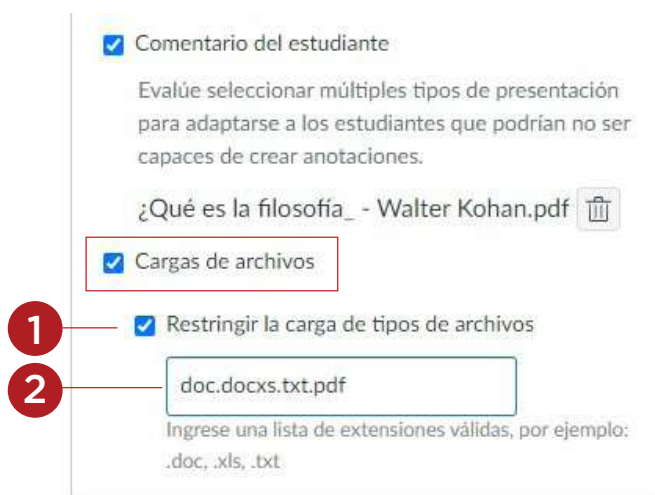 Comentario del estudiante
Evalúe seleccionar múltiples tipos de presentación
para adaptarse a los estudiantes que podrían no ser
capaces de crear anotaciones.
¿Qué es la filosofía_ - Walter Kohan.pdf
Cargas de archivos
1 Restringir la carga de tipos de archivos
2 doc.docxs.txt.pdf
Ingrese una lista de extensiones válidas, por ejemplo:
.doc, .xls, .txt